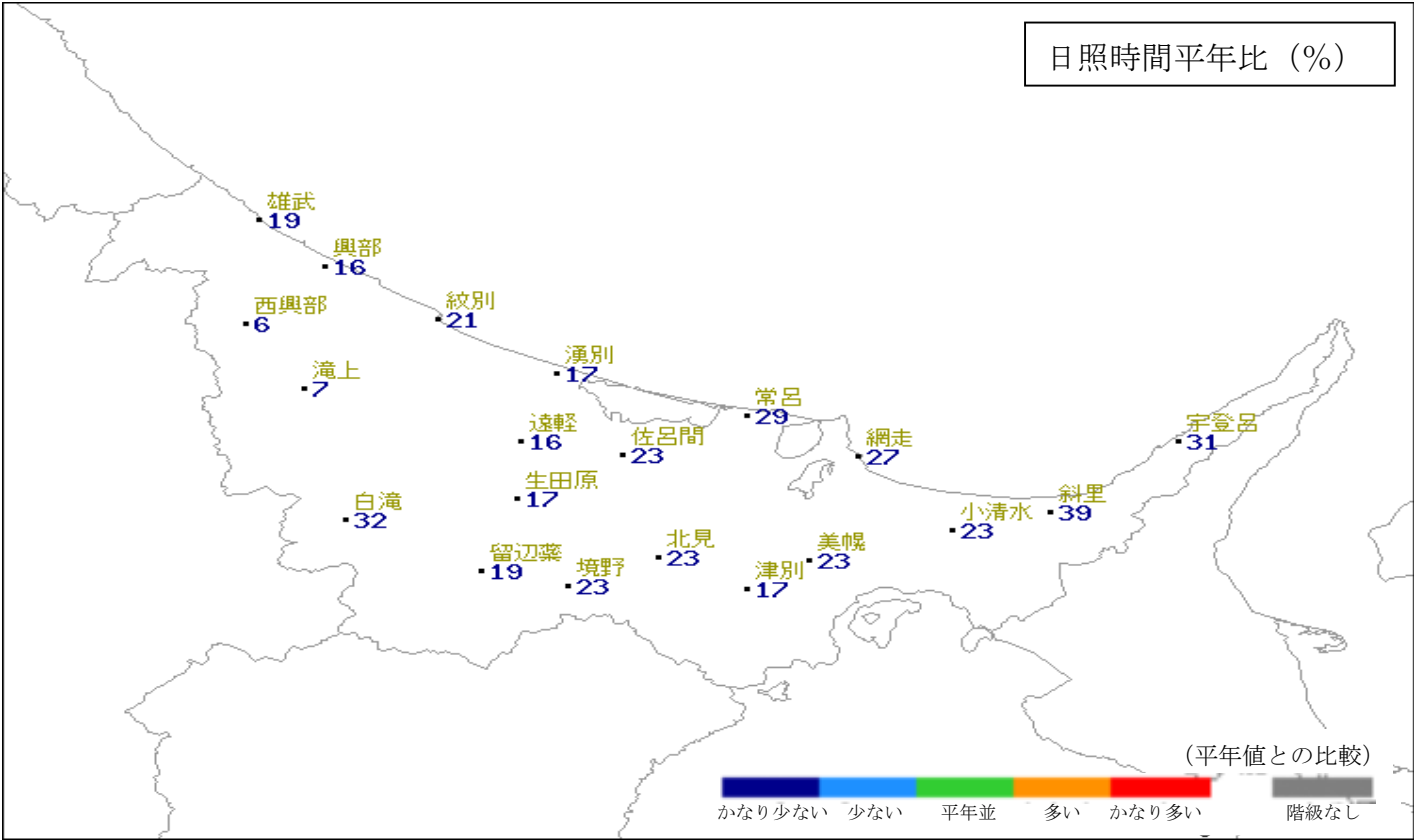 日照時間平年比（％）
雄武
19
興部
16
西興部
6
紋別
21
滝上
7
湧別
17
常呂
29
遠軽
16
佐呂間
23
網走
27
宇登呂
31
生田原
17
白滝
32
斜里
39
小清水
23
北見
23
美幌
23
留辺蘂
19
境野
23
津別
17
（平年値との比較）
かなり少ない 少ない 平年並 多い かなり多い 階級なし